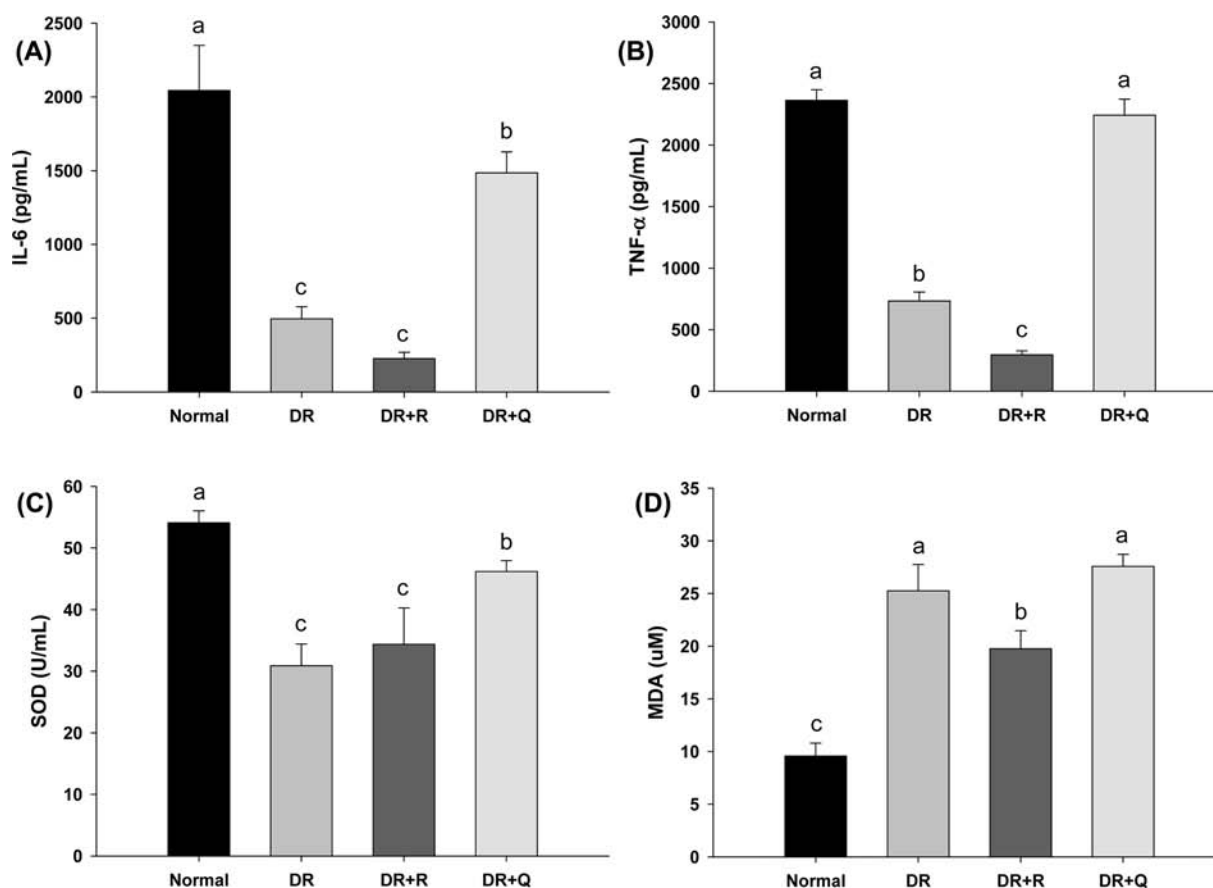 (A)
IL-6 (pg/mL)
2500
2000
1500
1000
500
0
a
c
c
b
Normal DR DR+R DR+Q
(B)
TNF-α (pg/mL)
3000
2500
2000
1500
1000
500
0
a
b
c
a
Normal DR DR+R DR+Q
(C)
SOD (U/mL)
60
50
40
30
20
10
0
a
c
c
b
Normal DR DR+R DR+Q
(D)
MDA (uM)
35
30
25
20
15
10
5
0
c
a
b
a
Normal DR DR+R DR+Q